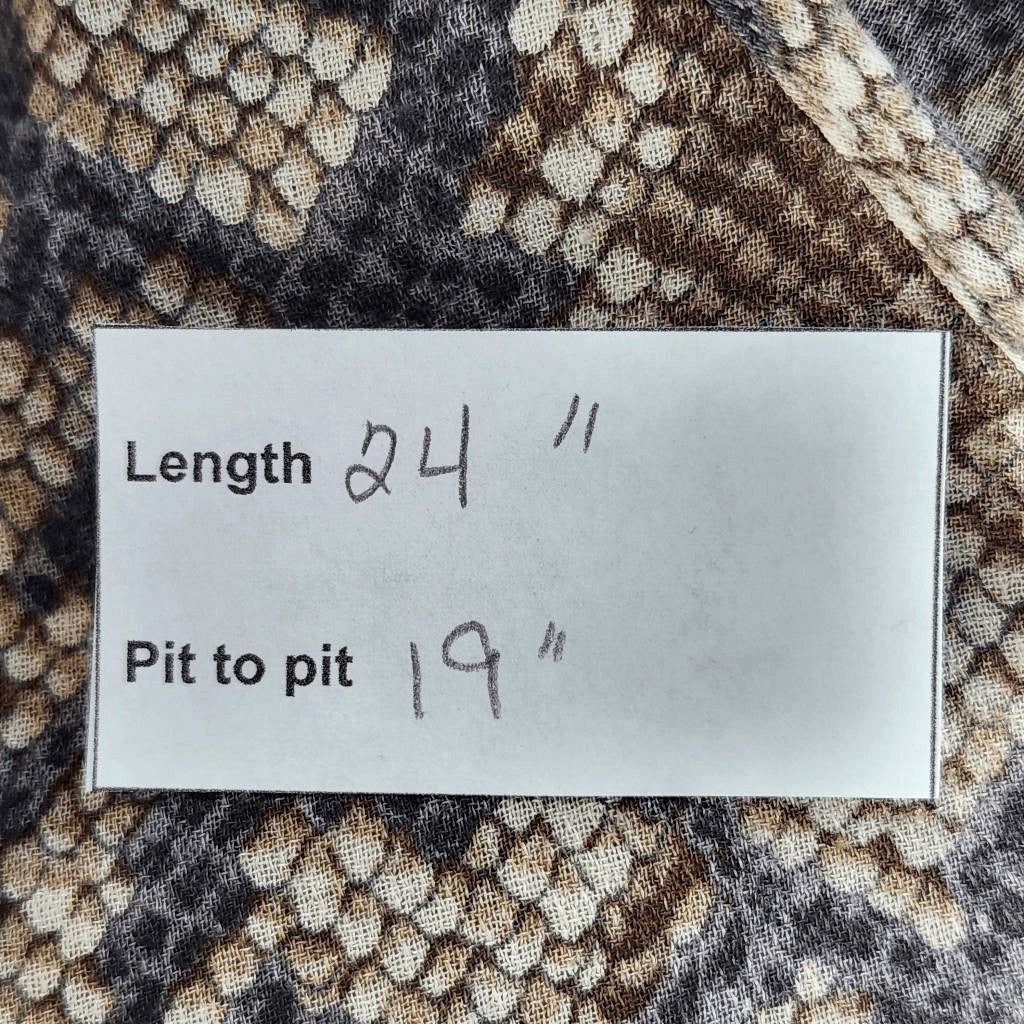 Length 24 "
Pit to pit 19 "